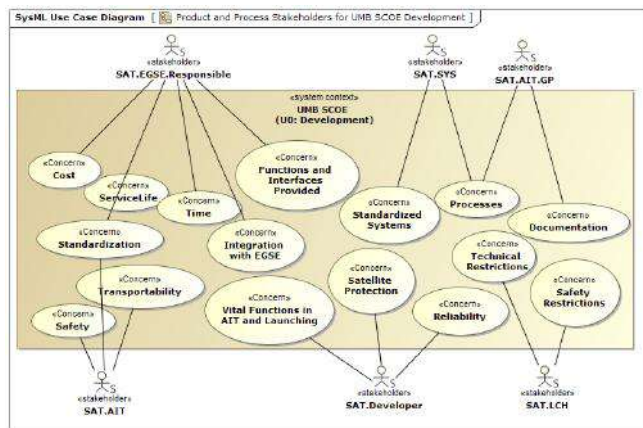 SysML Use Case Diagram [ Product and Process Stakeholders for UMB SCOE Development ]
S
«stakeholder»
SAT.EGSE.Responsible
S
«stakeholder»
SAT.SYS
S
«stakeholder»
SAT.AIT.GP
«system context»
UMB SCOE
(U0: Development)
«Concern»
Cost
«Concern»
ServiceLife
«Concern»
Time
«Concern»
Functions and
Interfaces
Provided
«Concern»
Standardized
Systems
«Concern»
Processes
«Concern»
Documentation
«Concern»
Standardization
«Concern»
Integration
with EGSE
«Concern»
Technical
Restrictions
«Concern»
Transportability
«Concern»
Satellite
Protection
«Concern»
Safety
Restrictions
«Concern»
Safety
«Concern»
Vital Functions in
AIT and Launching
«Concern»
Reliability
S
«stakeholder»
SAT.AIT
S
«stakeholder»
SAT.Developer
S
«stakeholder»
SAT.LCH